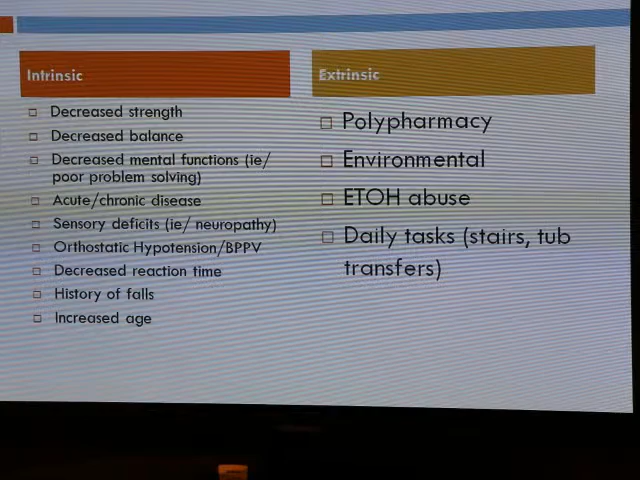 Intrinsic
Decreased strength
Decreased balance
Decreased mental functions (ie/
poor problem solving)
Acute/chronic disease
Sensory deficits (ie/ neuropathy)
Orthostatic Hypotension/BPPV
Decreased reaction time
History of falls
Increased age
Extrinsic
Polypharmacy
Environmental
ETOH abuse
Daily tasks (stairs, tub
transfers)